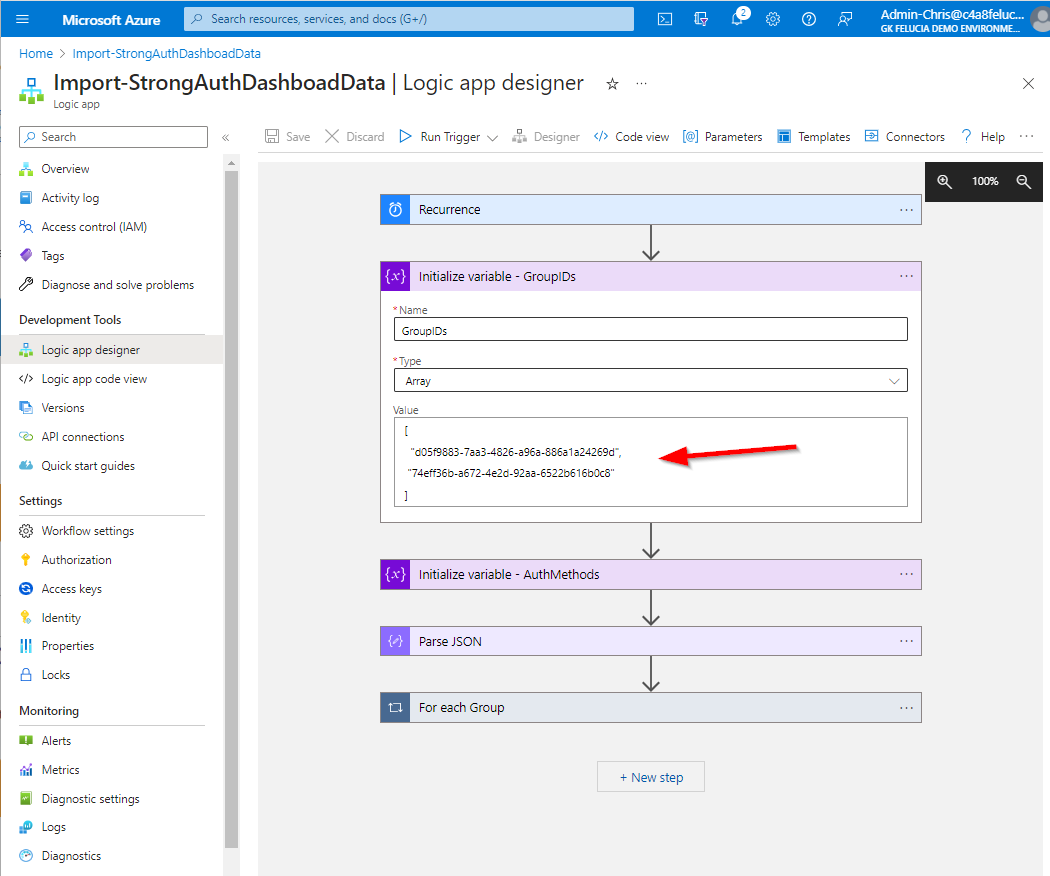 Microsoft Azure
Search resources, services, and docs (G+/)
2
Admin-Chris@c4a8feluc...
GK FELUCIA DEMO ENVIRONME...
Home > Import-StrongAuthDashboadData
Import-StrongAuthDashboadData | Logic app designer
Logic app
Search
Save
Discard
Run Trigger
Designer
Code view
Parameters
Templates
Connectors
Help
Overview
Activity log
Access control (IAM)
Tags
Diagnose and solve problems
Development Tools
Logic app designer
Logic app code view
Versions
API connections
Quick start guides
Settings
Workflow settings
Authorization
Access keys
Identity
Properties
Locks
Monitoring
Alerts
Metrics
Diagnostic settings
Logs
Diagnostics
100%
Recurrence
Initialize variable - GroupIDs
* Name
GroupIDs
* Type
Array
Value
[
"d05f9883-7aa3-4826-a96a-886a1a24269d",
"74eff36b-a672-4e2d-92aa-6522b616b0c8"
]
Initialize variable - AuthMethods
Parse JSON
For each Group
+ New step